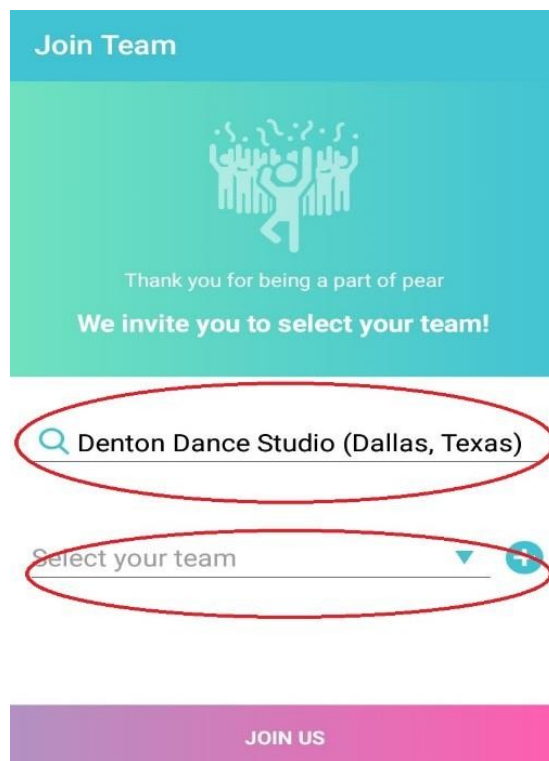 Join Team
Thank you for being a part of pear
We invite you to select your team!
Denton Dance Studio (Dallas, Texas)
Select your team
JOIN US